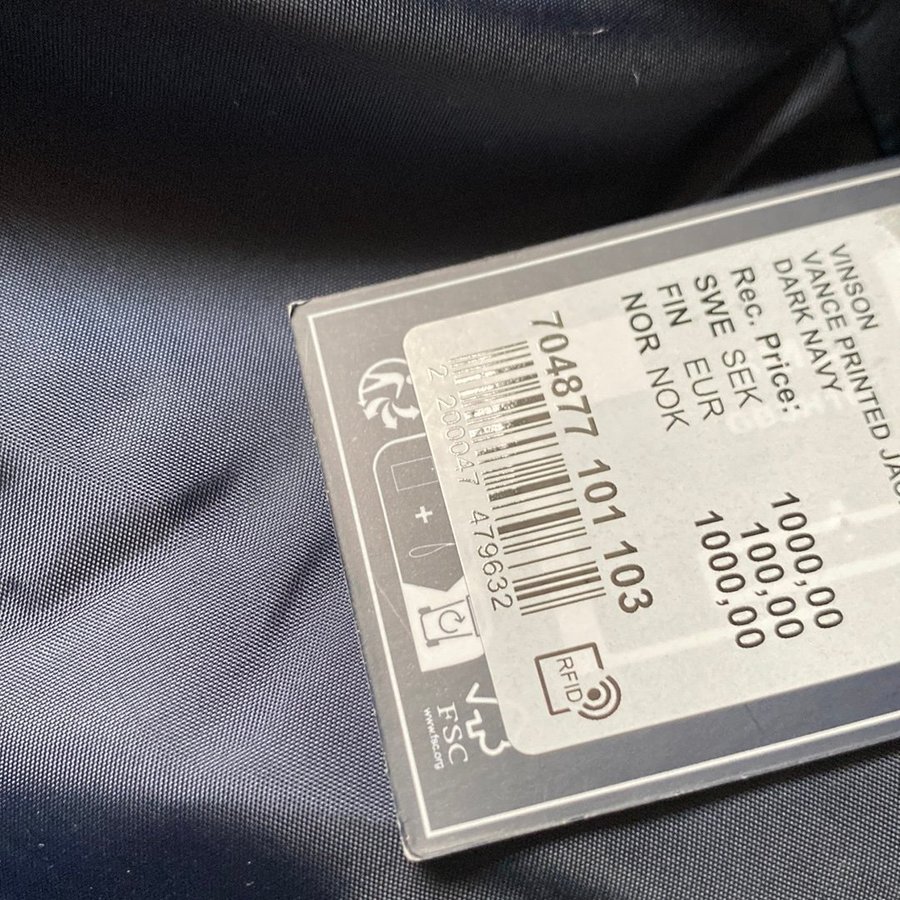 VINSON
VANCE PRINTED
DARK NAVY
Rec. Price:
SWE SEK 1000,00
FIN EUR 100,00
NOR NOK 1000,00
704877 101 103
2 200047 479632
RFID
+
FSC
www.fsc.org